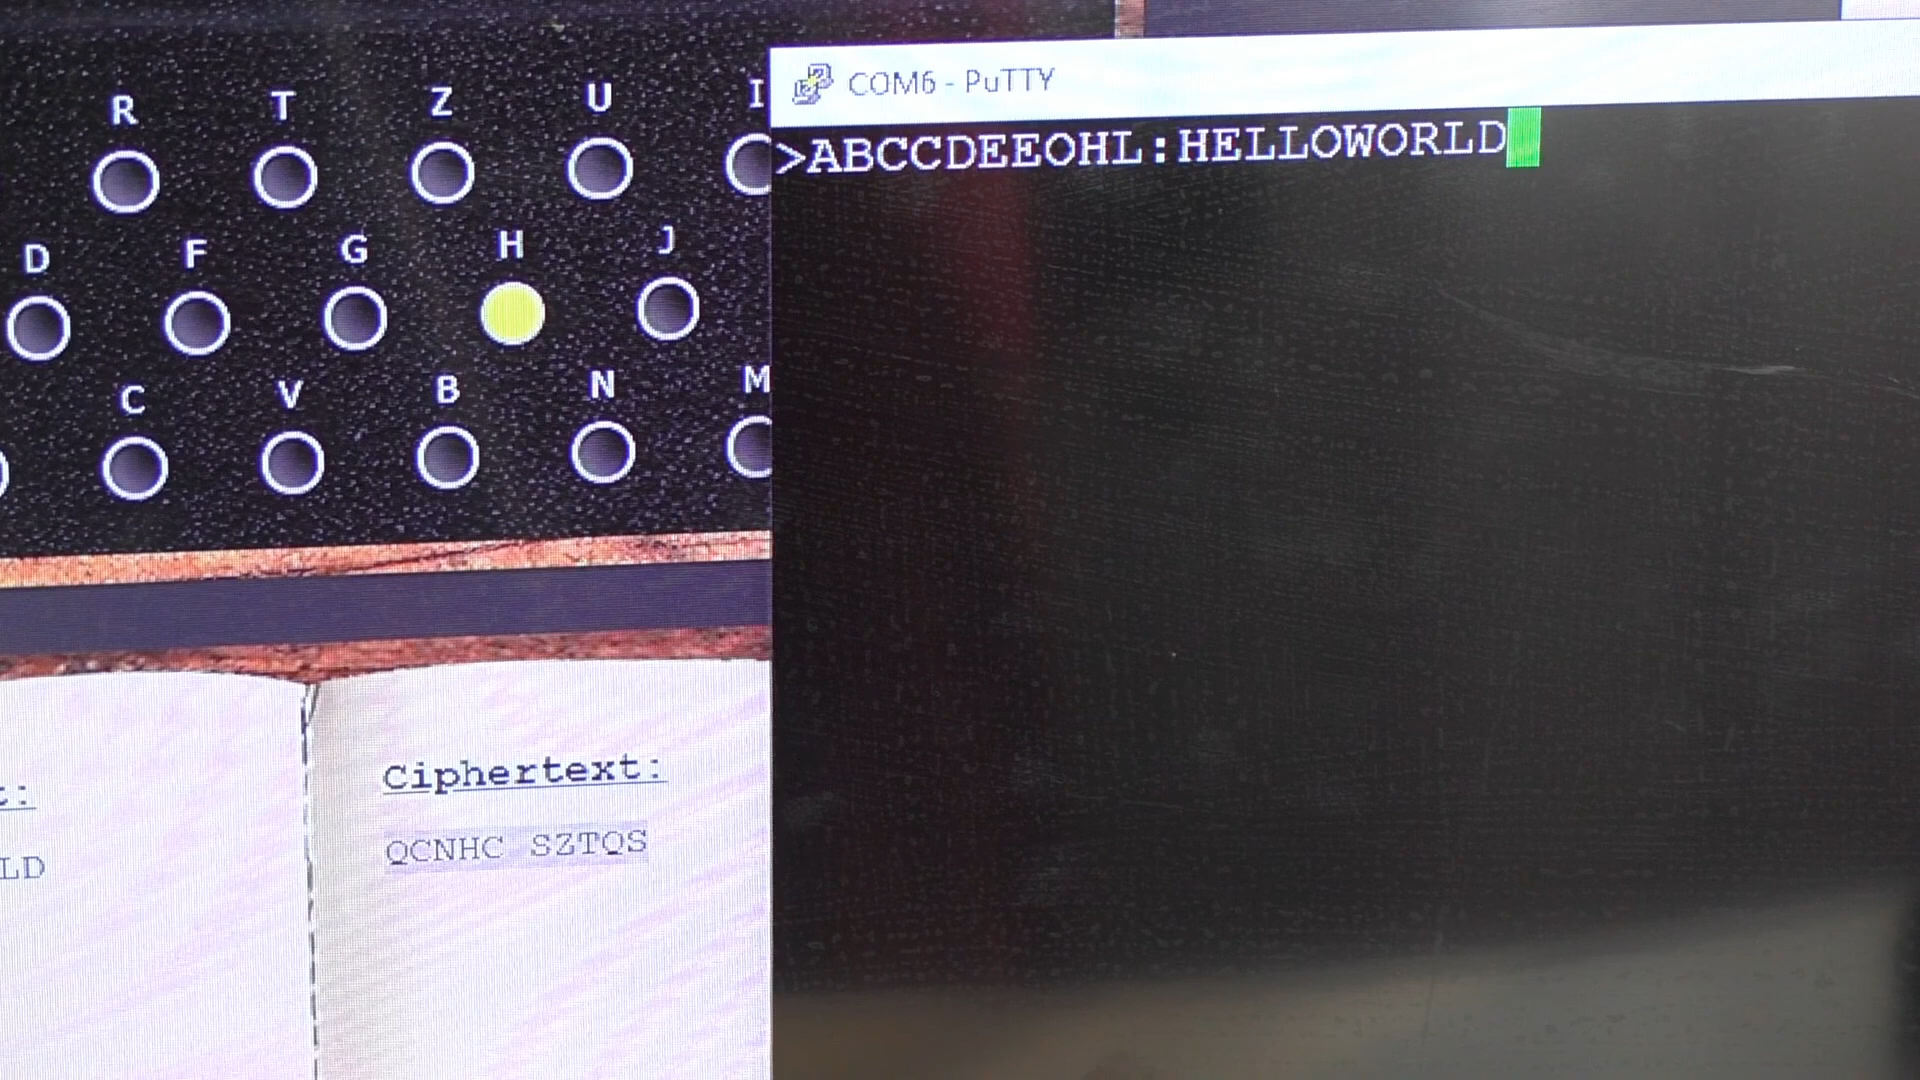 COM6 - PuTTY
>ABCCDEEOHL:HELLOWORLD
R T Z U I
D F G H J
C V B N M
LD
Ciphertext:
QCNHC SZTQS